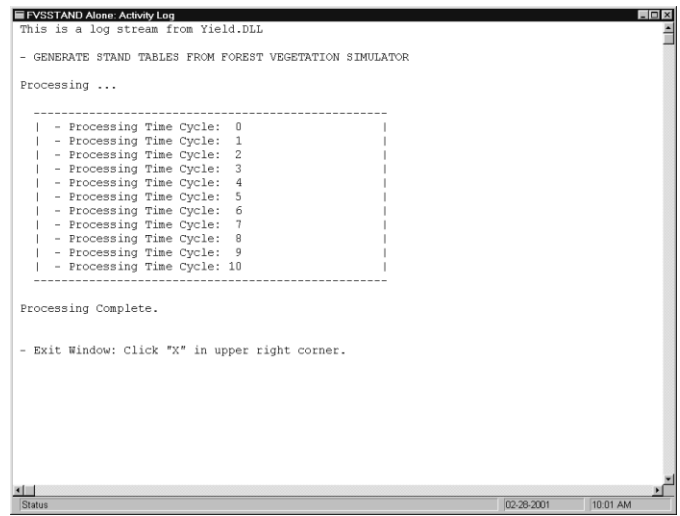 FVSSTAND Alone: Activity Log
This is a log stream from Yield.DLL
- GENERATE STAND TABLES FROM FOREST VEGETATION SIMULATOR
Processing ...
------------------------------------------------
| - Processing Time Cycle: 0 |
| - Processing Time Cycle: 1 |
| - Processing Time Cycle: 2 |
| - Processing Time Cycle: 3 |
| - Processing Time Cycle: 4 |
| - Processing Time Cycle: 5 |
| - Processing Time Cycle: 6 |
| - Processing Time Cycle: 7 |
| - Processing Time Cycle: 8 |
| - Processing Time Cycle: 9 |
| - Processing Time Cycle: 10 |
------------------------------------------------
Processing Complete.
- Exit Window: Click "X" in upper right corner.
Status 02-28-2001 10:01 AM